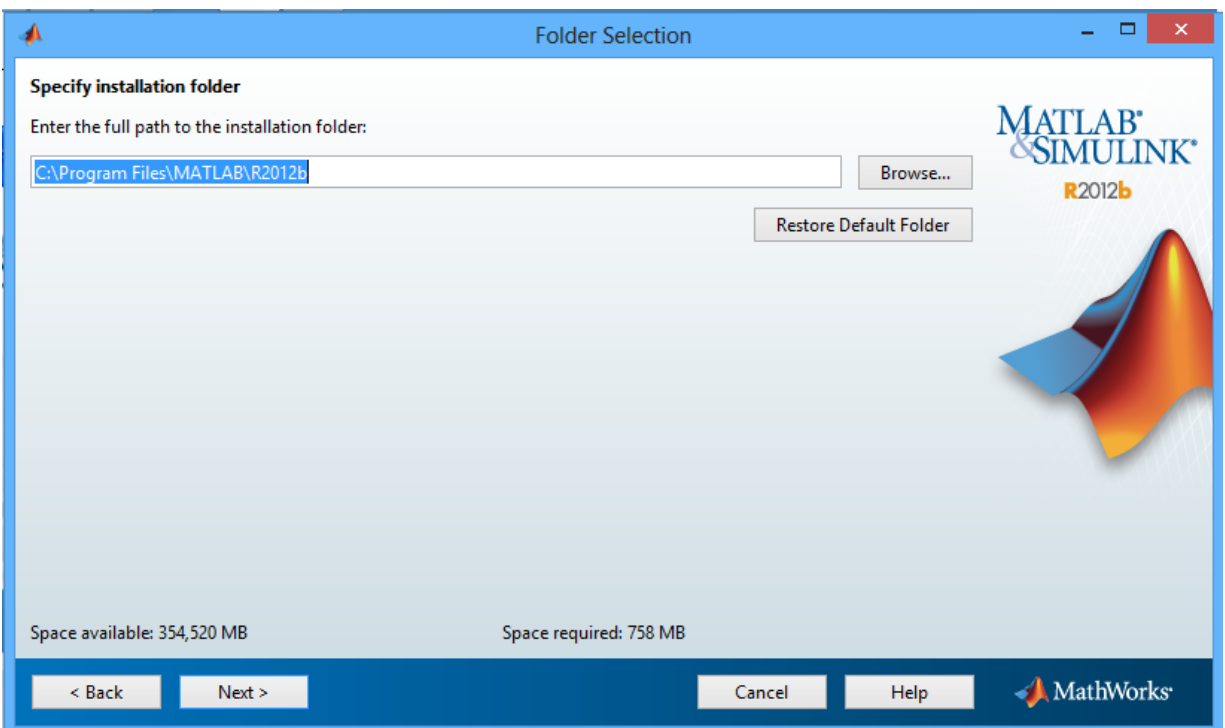 Folder Selection
Specify installation folder
Enter the full path to the installation folder:
C:\Program Files\MATLAB\R2012b
Browse...
Restore Default Folder
MATLAB®
&SIMULINK®
R2012b
Space available: 354,520 MB
Space required: 758 MB
< Back
Next >
Cancel
Help
MathWorks®